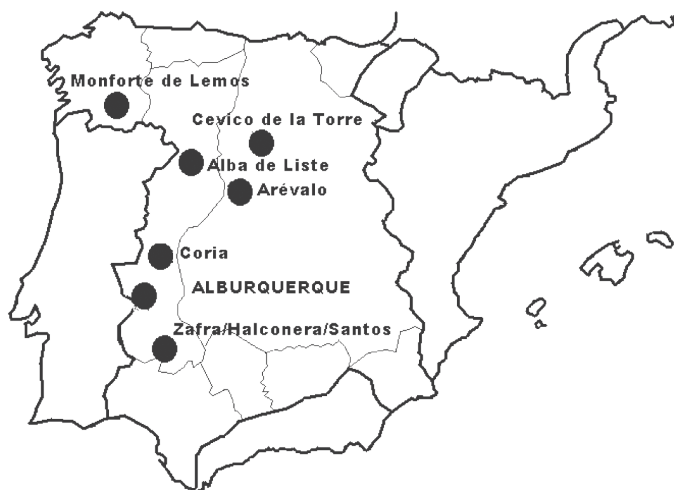 Monforte de Lemos
Cevico de la Torre
Alba de Liste
Arévalo
Coria
ALBURQUERQUE
Zafra/Halconera/Santos